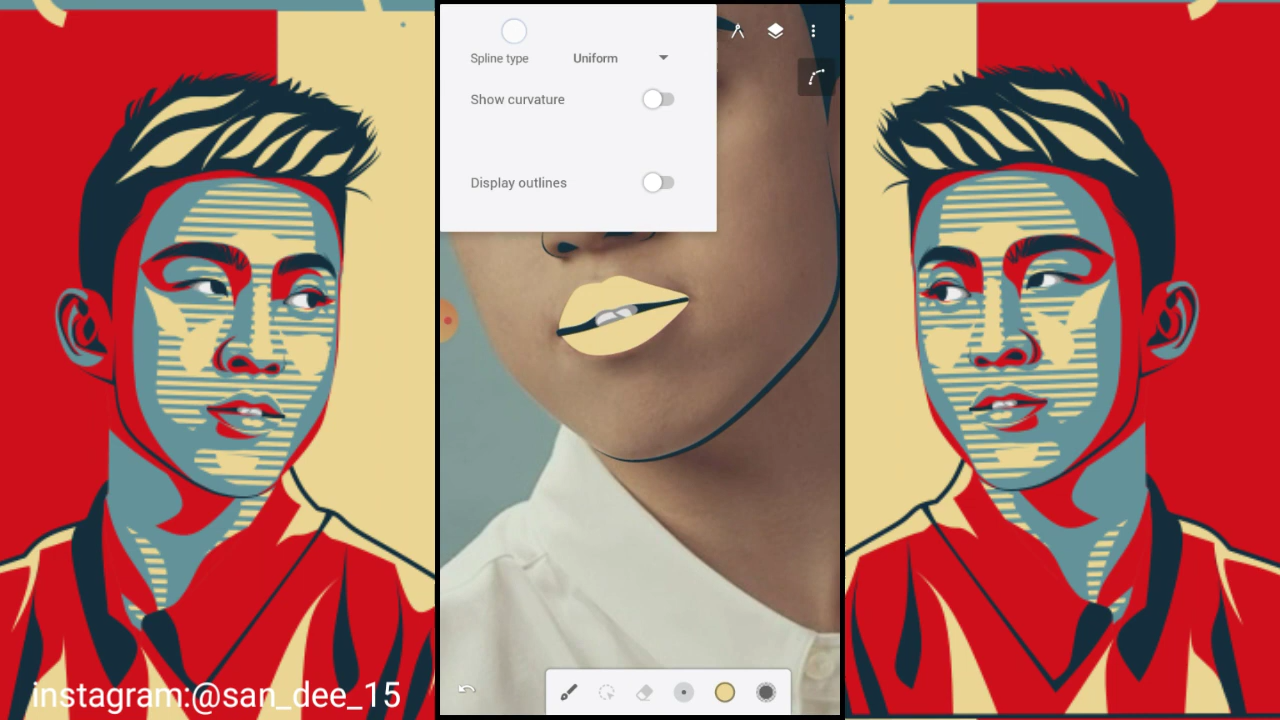 Spline type Uniform
Show curvature
Display outlines
instagram:@san_dee_15